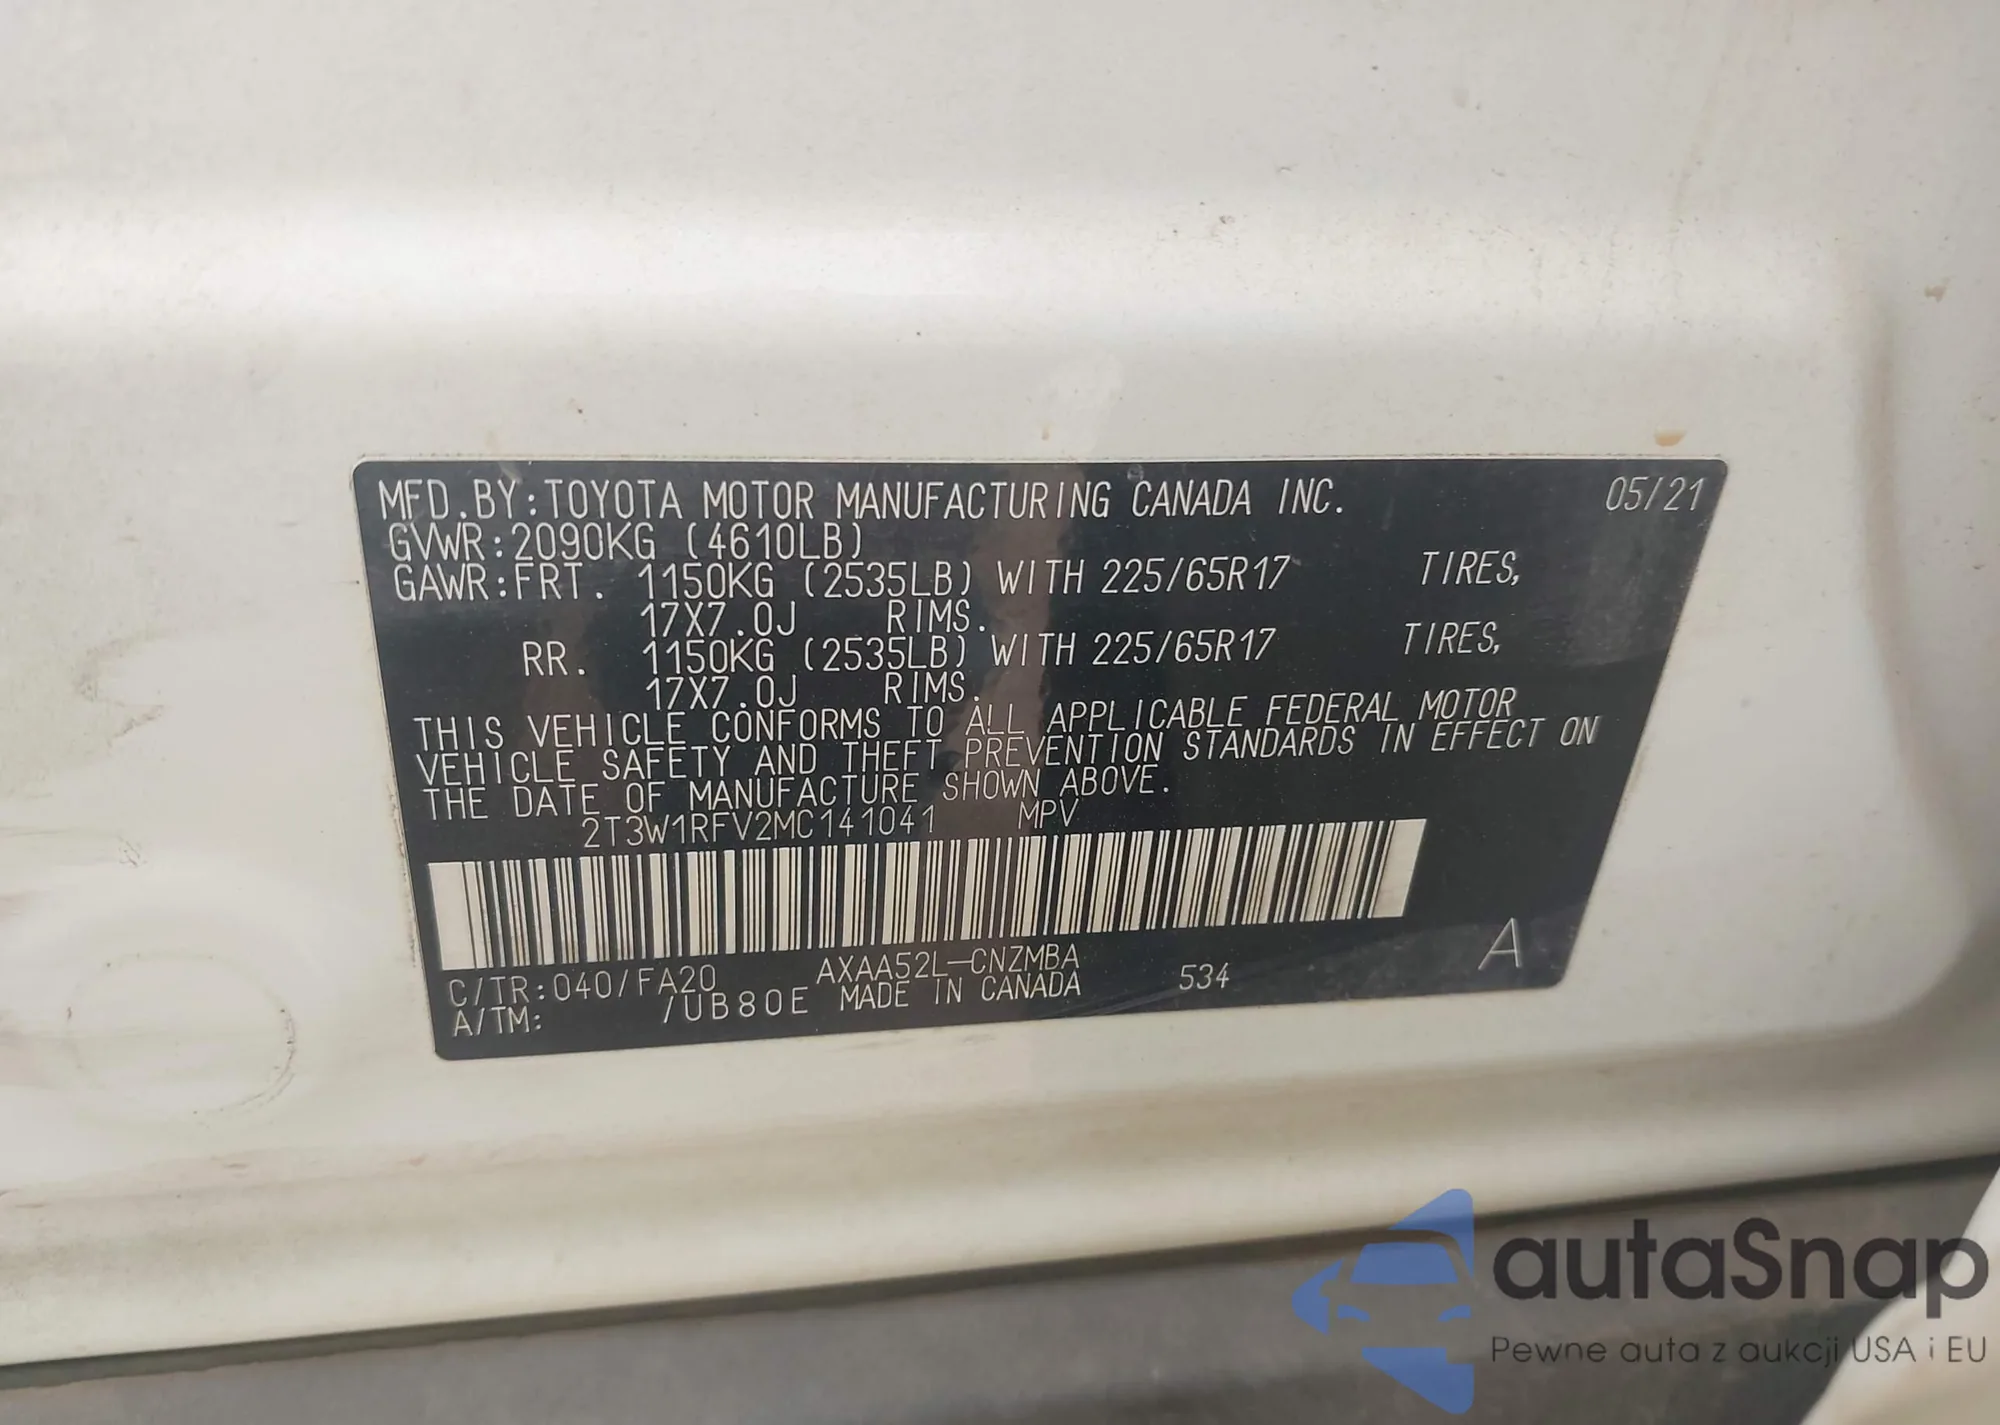 MFD.BY:TOYOTA MOTOR MANUFACTURING CANADA INC. 05/21
GVWR:2090KG (4610LB)
GAWR:FRT. 1150KG (2535LB) WITH 225/65R17 TIRES,
17X7.0J RIMS.
RR. 1150KG (2535LB) WITH 225/65R17 TIRES,
17X7.0J RIMS.
THIS VEHICLE CONFORMS TO ALL APPLICABLE FEDERAL MOTOR
VEHICLE SAFETY AND THEFT PREVENTION STANDARDS IN EFFECT ON
THE DATE OF MANUFACTURE SHOWN ABOVE.
2T3W1RFV2MC141041 MPV
C/TR:040/FA20 AXAA52L-CNZMBA 534 A
A/TM: /UB80E MADE IN CANADA
autaSnap
Pewne auta z aukcji USA i EU